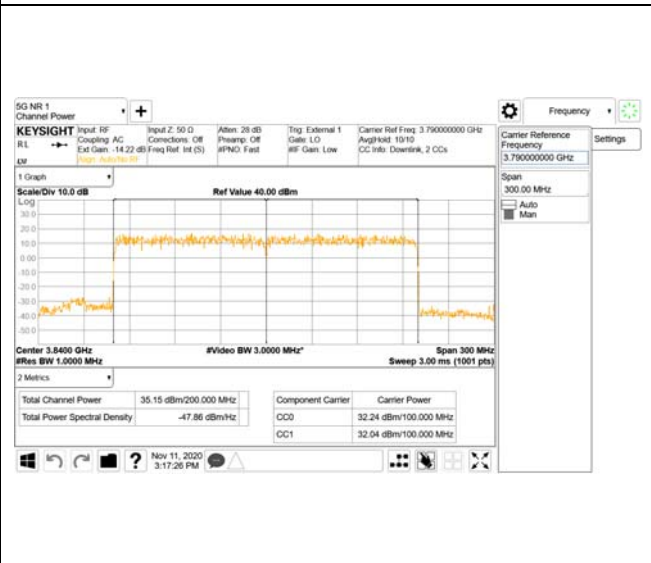 5G NR 1
Channel Power
+
Frequency
KEYSIGHT
RL
Input: RF
Coupling: AC
Ext Gain: -14.22 dB
Align: Auto/No RF
Input Z: 50 Ω
Corrections: Off
Freq Ref: Int (S)
Atten: 28 dB
Preamp: Off
#PNO: Fast
Trig: External 1
Gate: LO
#IF Gain: Low
Carrier Ref Freq: 3.790000000 GHz
Avg|Hold: 10/10
CC Info: Downlink, 2 CCs
Carrier Reference
Frequency
3.790000000 GHz
Settings
Span
300.00 MHz
Auto
Man
1 Graph
Scale/Div 10.0 dB
Ref Value 40.00 dBm
Log
30.0
20.0
10.0
0.00
-10.0
-20.0
-30.0
-40.0
-50.0
Center 3.8400 GHz
#Video BW 3.0000 MHz*
Span 300 MHz
#Res BW 1.0000 MHz
Sweep 3.00 ms (1001 pts)
2 Metrics
Total Channel Power 35.15 dBm/200.000 MHz
Total Power Spectral Density -47.86 dBm/Hz
Component Carrier Carrier Power
CC0 32.24 dBm/100.000 MHz
CC1 32.04 dBm/100.000 MHz
?
Nov 11, 2020
3:17:26 PM